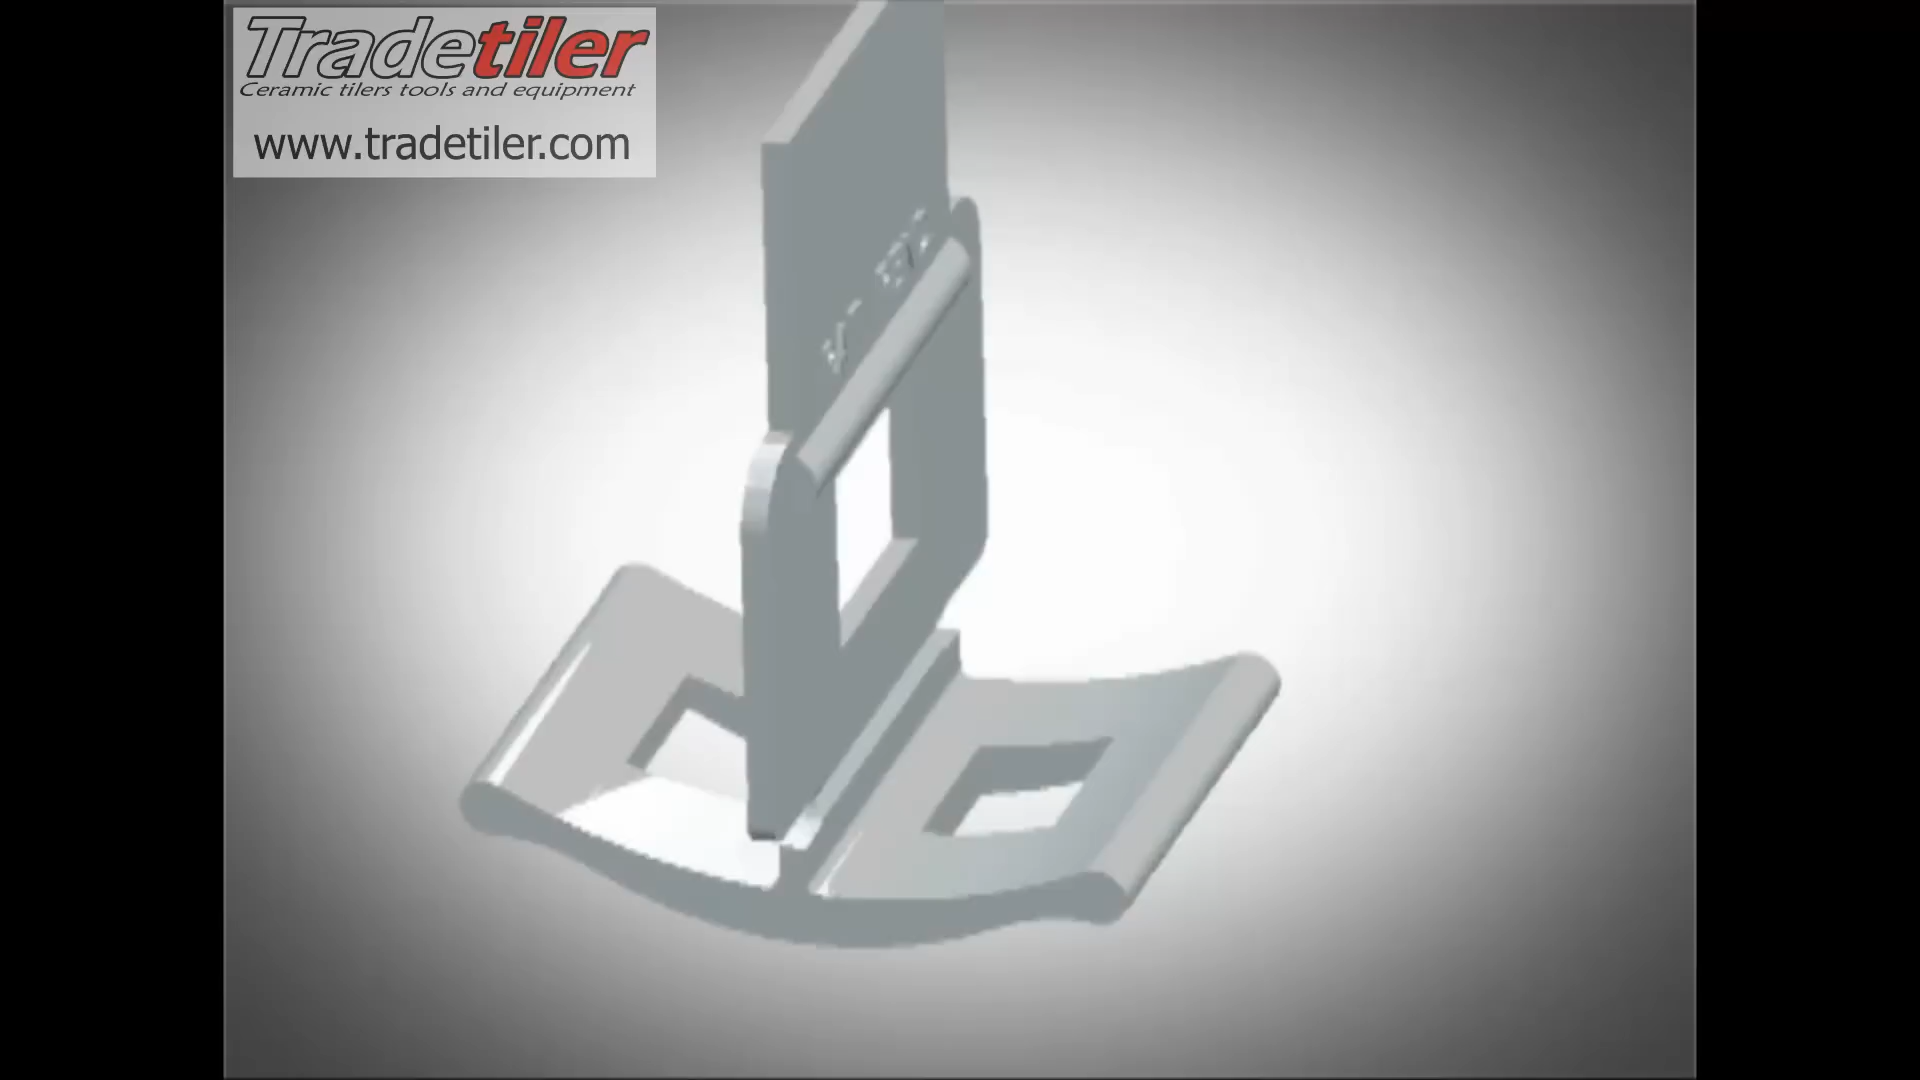 Tradetiler
Ceramic tilers tools and equipment
www.tradetiler.com